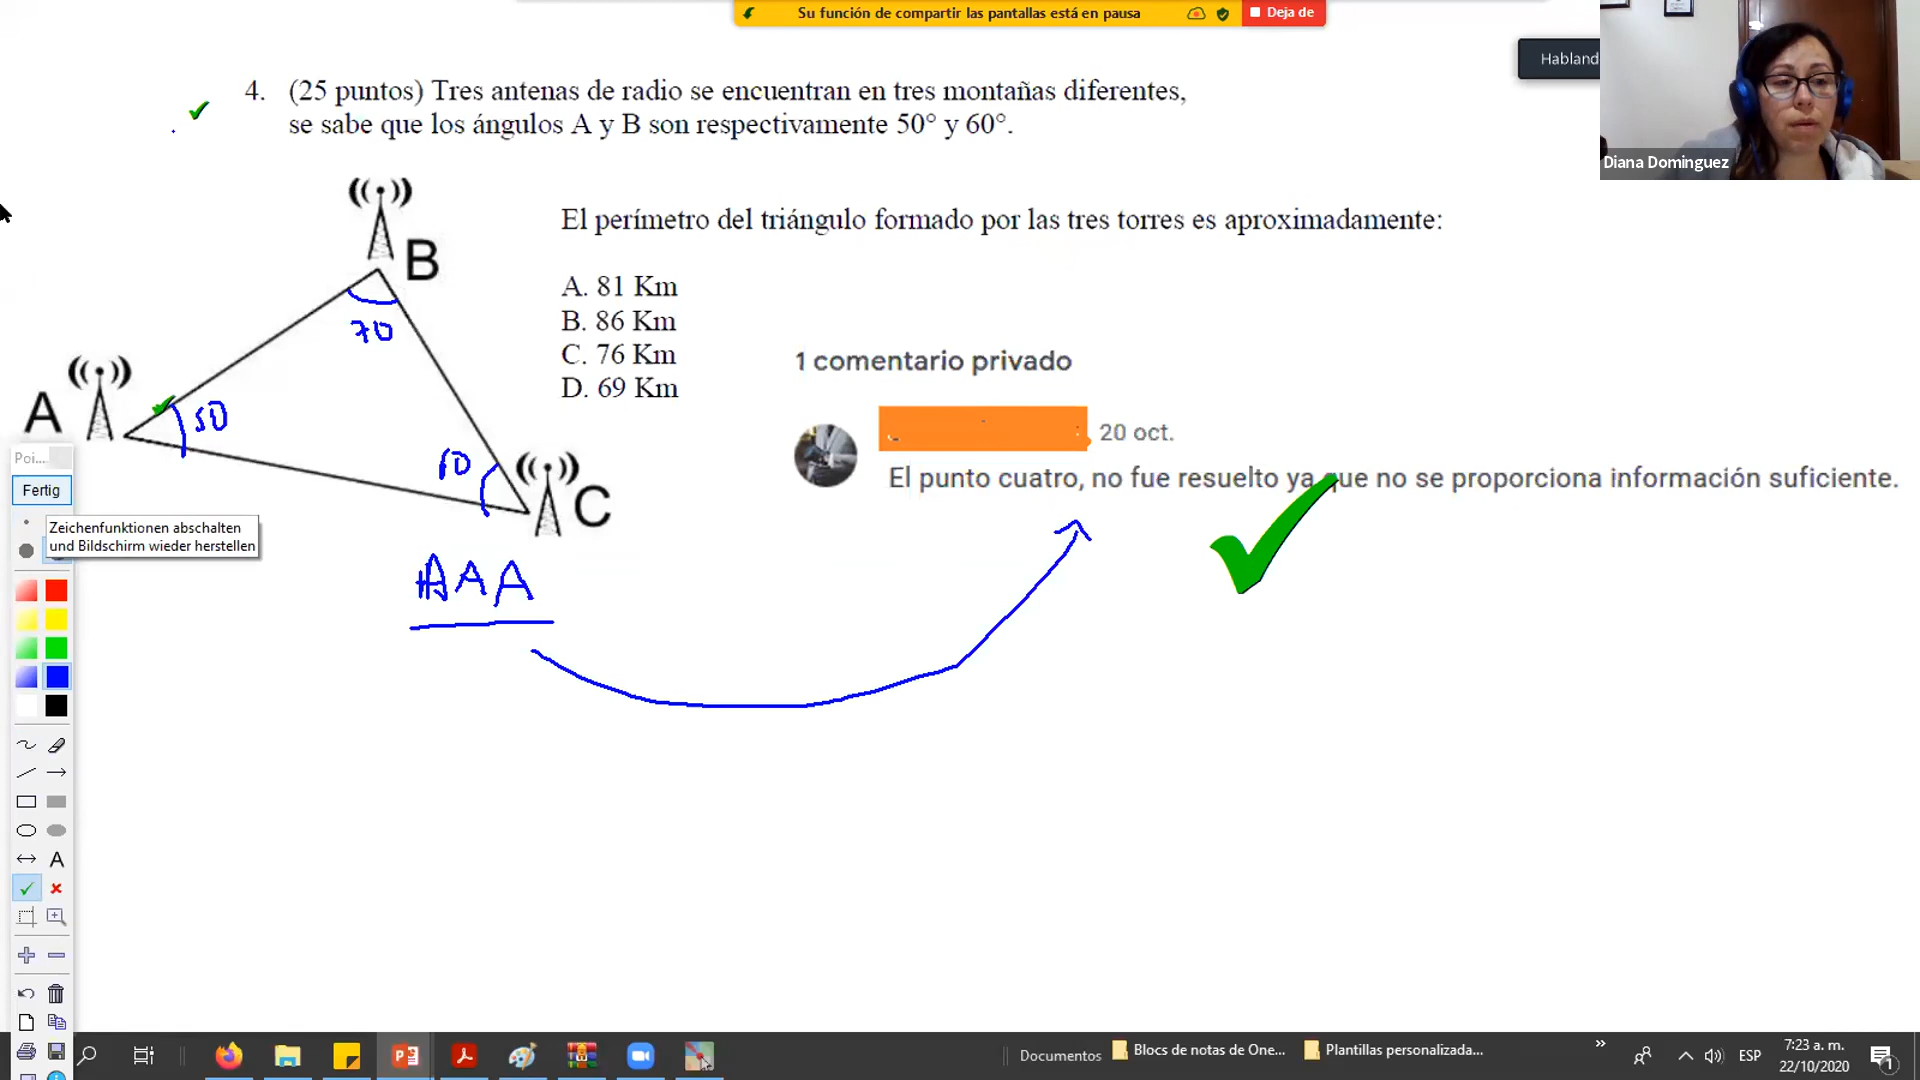 Su función de compartir las pantallas está en pausa
Deja de
Habland
Diana Dominguez
4. (25 puntos) Tres antenas de radio se encuentran en tres montañas diferentes,
se sabe que los ángulos A y B son respectivamente 50° y 60°.
El perímetro del triángulo formado por las tres torres es aproximadamente:
B
70
A. 81 Km
B. 86 Km
C. 76 Km
D. 69 Km
A
50
60
C
1 comentario privado
20 oct.
El punto cuatro, no fue resuelto ya que no se proporciona información suficiente.
AAA
Poi....
Fertig
Zeichenfunktionen abschalten
und Bildschirm wieder herstellen
A
Documentos
Blocs de notas de One...
Plantillas personalizada...
ESP
7:23 a. m.
22/10/2020
1